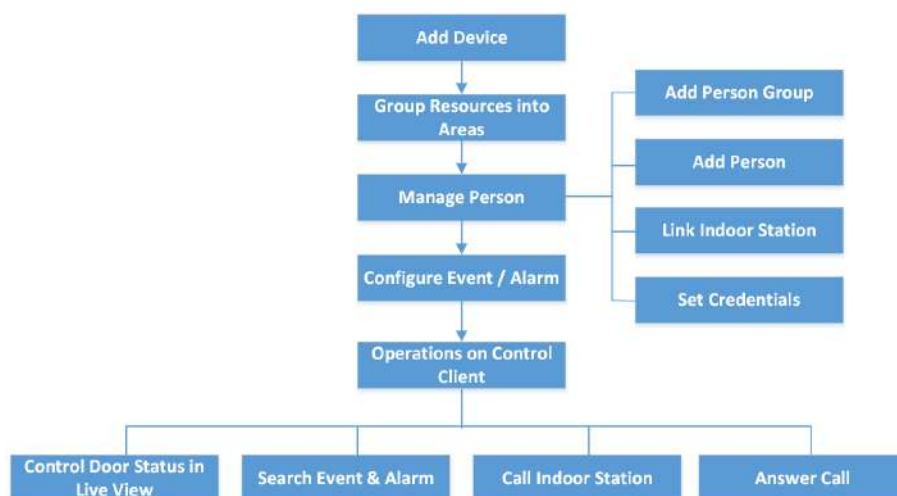 Add Device
Group Resources into
Areas
Add Person Group
Add Person
Manage Person
Link Indoor Station
Configure Event / Alarm
Set Credentials
Operations on Control
Client
Control Door Status in
Live View
Search Event & Alarm
Call Indoor Station
Answer Call